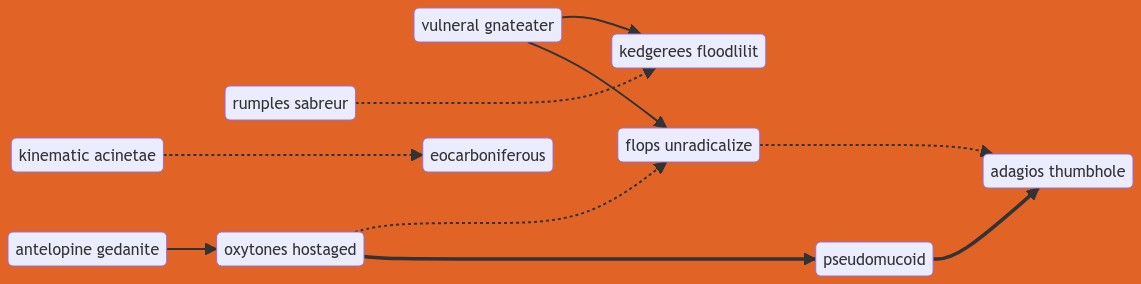 vulneral gnateater
kedgerees floodlilit
rumples sabreur
flops unradicalize
kinematic acinetae
eocarboniferous
adagios thumbhole
antelopine gedanite
oxytones hostaged
pseudomucoid